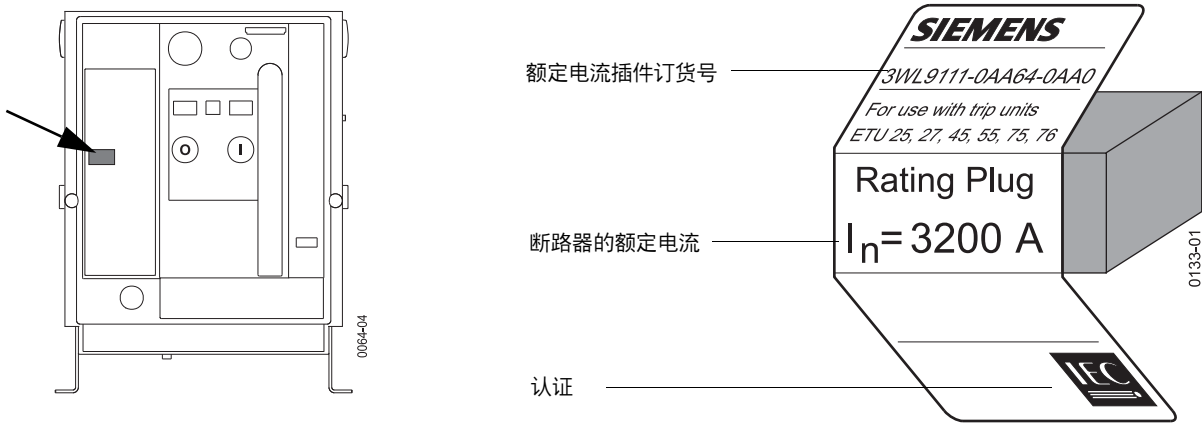 O
I
0064-04
额定电流插件订货号
断路器的额定电流
认证
SIEMENS
3WL9111-0AA64-0AA0
For use with trip units
ETU 25, 27, 45, 55, 75, 76
Rating Plug
In= 3200 A
IEC
0133-01